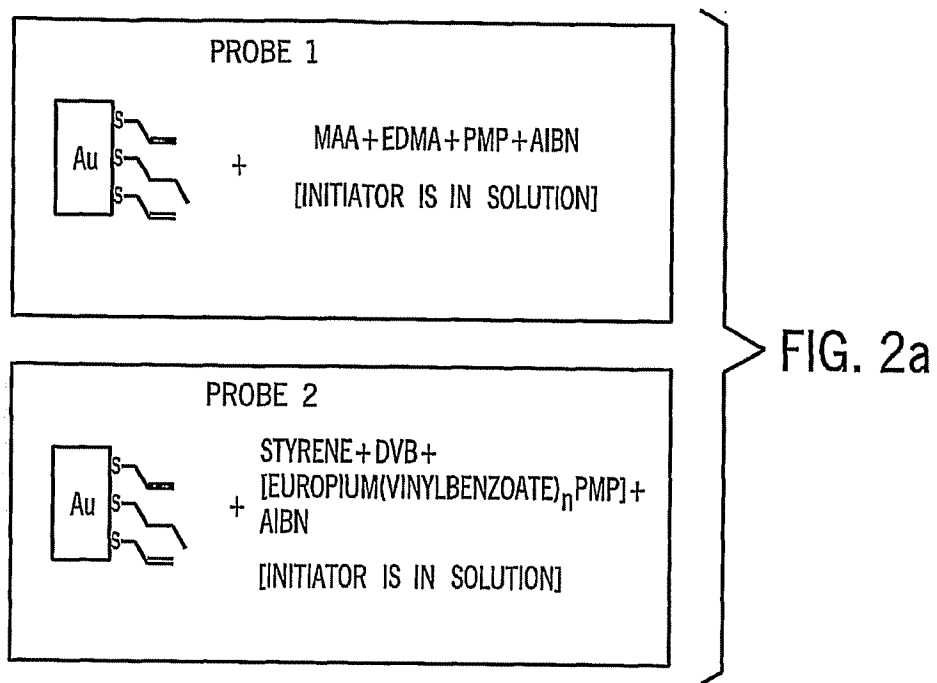 PROBE 1
S
Au
S
S
+
MAA+EDMA+PMP+AIBN
[INITIATOR IS IN SOLUTION]
PROBE 2
S
Au
S
S
+
STYRENE+DVB+
[EUROPIUM(VINYLBENZOATE)nPMP]+
AIBN
[INITIATOR IS IN SOLUTION]
FIG. 2a